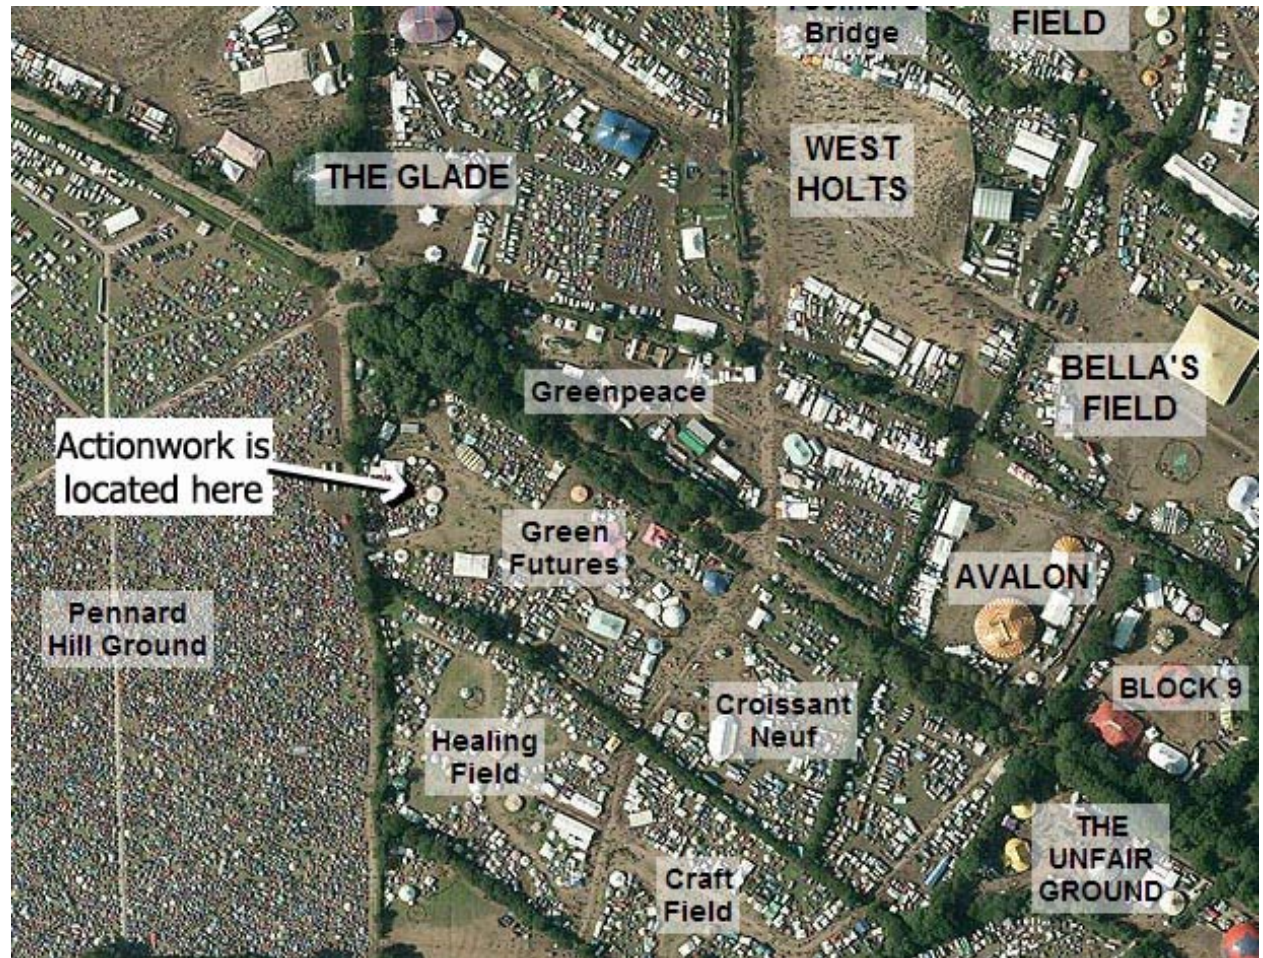 Bridge
FIELD
THE GLADE
WEST
HOLTS
Greenpeace
BELLA'S
FIELD
Actionwork is
located here
Green
Futures
AVALON
Pennard
Hill Ground
BLOCK 9
Croissant
Neuf
Healing
Field
THE
UNFAIR
GROUND
Craft
Field